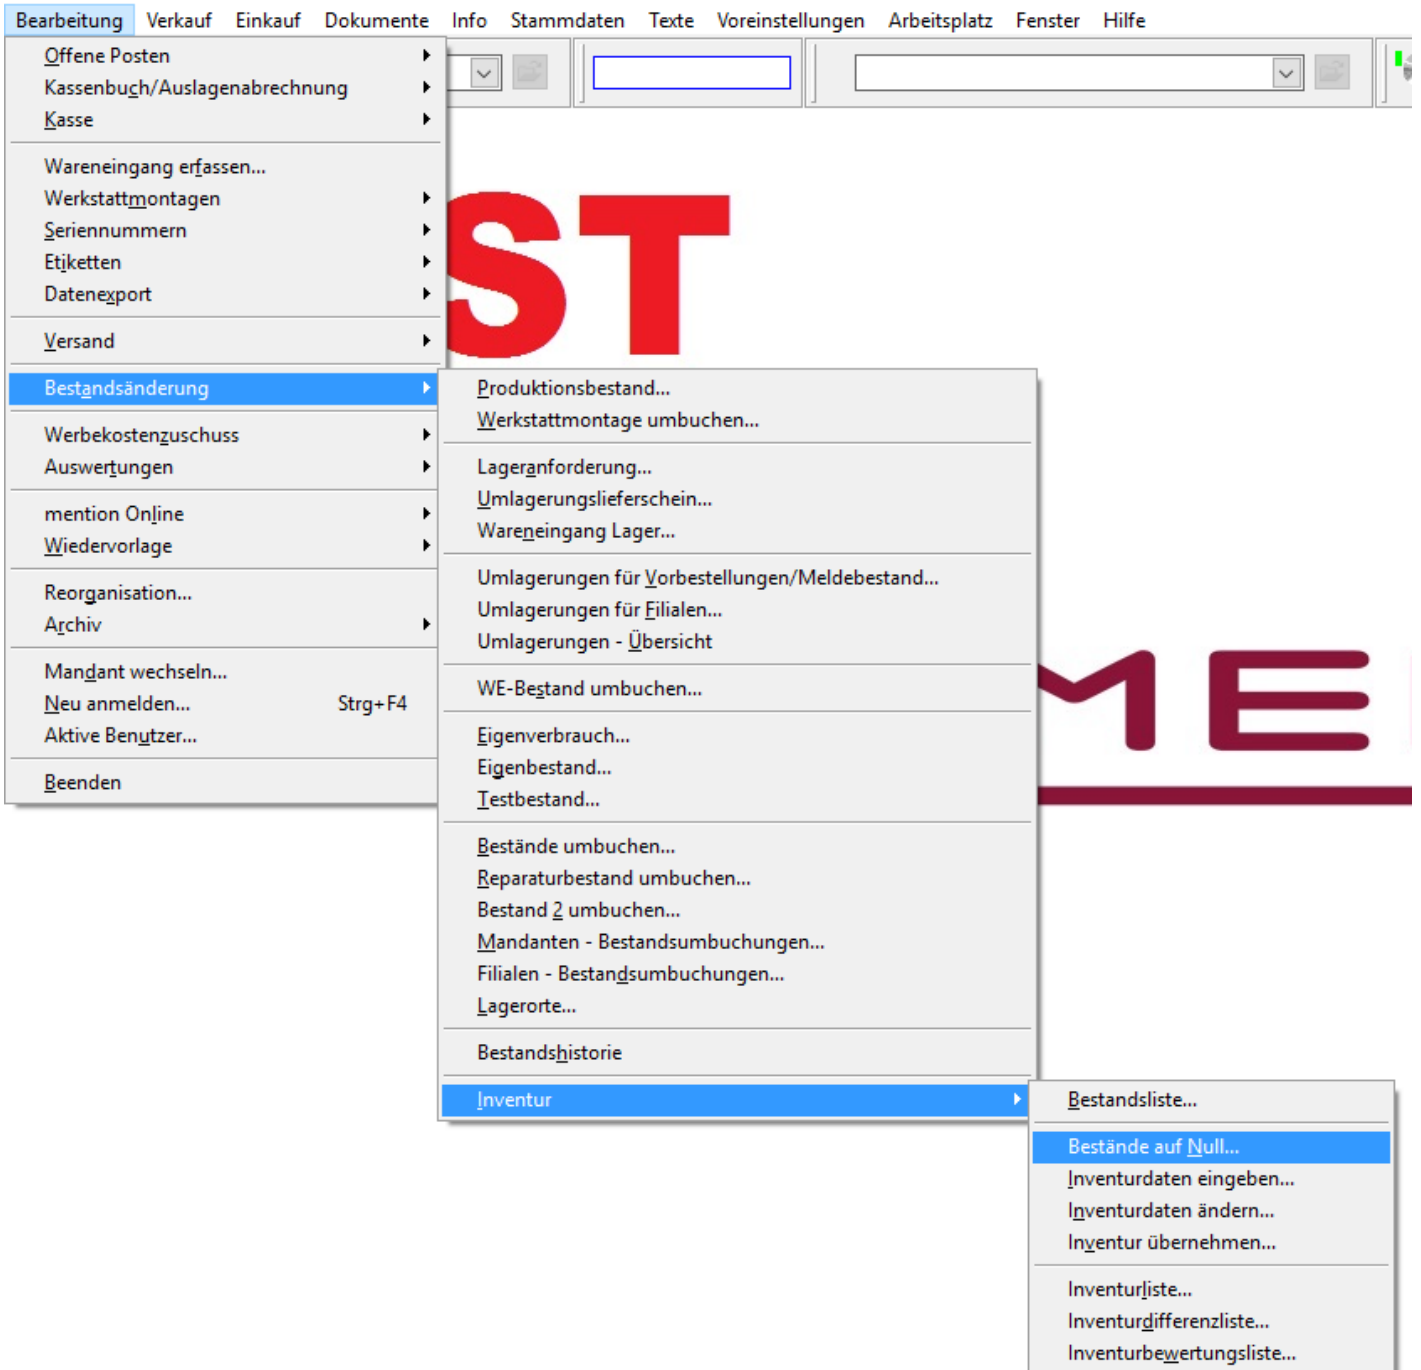 Bearbeitung Verkauf Einkauf Dokumente Info Stammdaten Texte Voreinstellungen Arbeitsplatz Fenster Hilfe
Offene Posten
Kassenbuch/Auslagenabrechnung
Kasse
Wareneingang erfassen...
Werkstattmontagen
Seriennummern
Etiketten
Datenexport
Versand
Bestandsänderung
Werbekostenzuschuss
Auswertungen
mention Online
Wiedervorlage
Reorganisation...
Archiv
Mandant wechseln...
Neu anmelden... Strg+F4
Aktive Benutzer...
Beenden
ST
Produktionsbestand...
Werkstattmontage umbuchen...
Lageranforderung...
Umlagerungslieferschein...
Wareneingang Lager...
Umlagerungen für Vorbestellungen/Meldebestand...
Umlagerungen für Filialen...
Umlagerungen - Übersicht
WE-Bestand umbuchen...
Eigenverbrauch...
Eigenbestand...
Testbestand...
Bestände umbuchen...
Reparaturbestand umbuchen...
Bestand 2 umbuchen...
Mandanten - Bestandsumbuchungen...
Filialen - Bestandsumbuchungen...
Lagerorte...
Bestandshistorie
Inventur
ME
Bestandsliste...
Bestände auf Null...
Inventurdaten eingeben...
Inventurdaten ändern...
Inventur übernehmen...
Inventurliste...
Inventurdifferenzliste...
Inventurbewertungsliste...